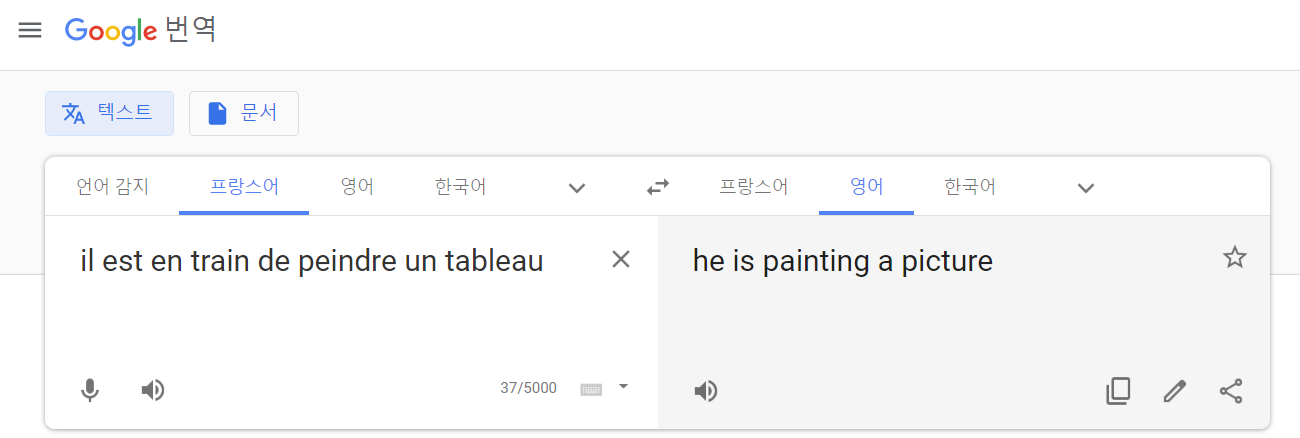 Google 번역
텍스트 문서
언어 감지 프랑스어 영어 한국어 프랑스어 영어 한국어
il est en train de peindre un tableau he is painting a picture
37/5000